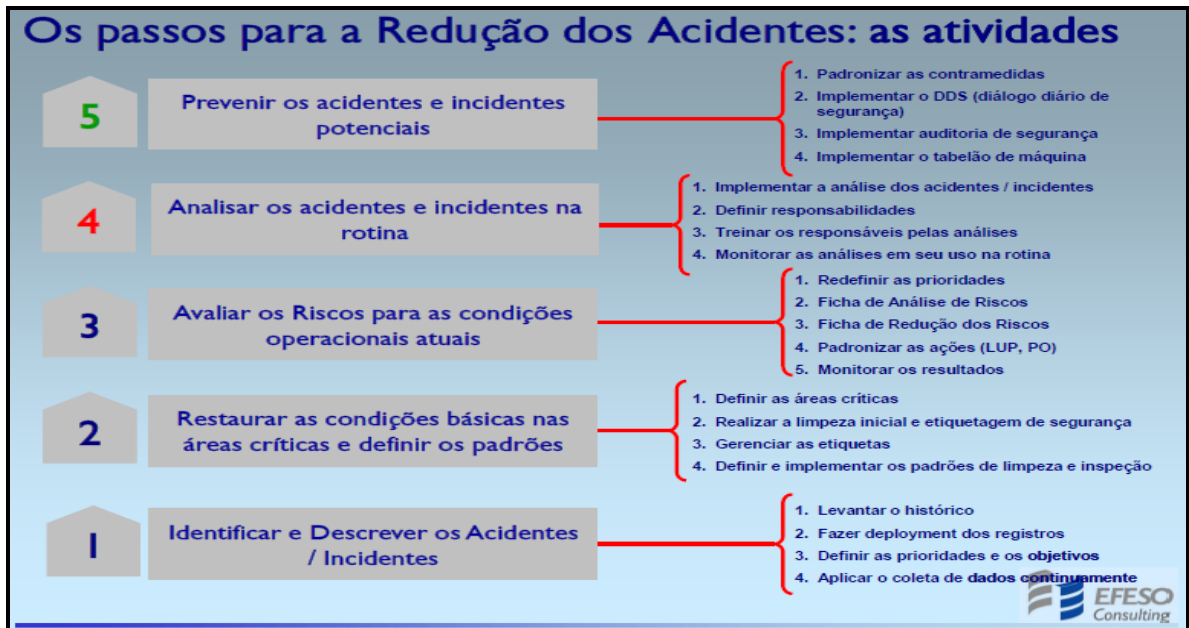 Os passos para a Redução dos Acidentes: as atividades
5
Prevenir os acidentes e incidentes
potenciais
1. Padronizar as contramedidas
2. Implementar o DDS (diálogo diário de
segurança)
3. Implementar auditoria de segurança
4. Implementar o tabelão de máquina
4
Analisar os acidentes e incidentes na
rotina
1. Implementar a análise dos acidentes / incidentes
2. Definir responsabilidades
3. Treinar os responsáveis pelas análises
4. Monitorar as análises em seu uso na rotina
3
Avaliar os Riscos para as condições
operacionais atuais
1. Redefinir as prioridades
2. Ficha de Análise de Riscos
3. Ficha de Redução dos Riscos
4. Padronizar as ações (LUP, PO)
5. Monitorar os resultados
2
Restaurar as condições básicas nas
áreas críticas e definir os padrões
1. Definir as áreas críticas
2. Realizar a limpeza inicial e etiquetagem de segurança
3. Gerenciar as etiquetas
4. Definir e implementar os padrões de limpeza e inspeção
1
Identificar e Descrever os Acidentes
/ Incidentes
1. Levantar o histórico
2. Fazer deployment dos registros
3. Definir as prioridades e os objetivos
4. Aplicar o coleta de dados continuamente
EFESO
Consulting